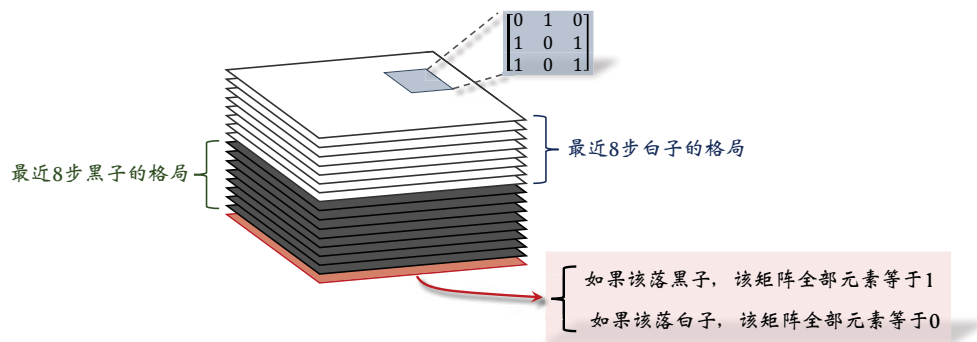 0 1 0
1 0 1
1 0 1
最近8步白子的格局
最近8步黑子的格局
如果该落黑子，该矩阵全部元素等于1
如果该落白子，该矩阵全部元素等于0